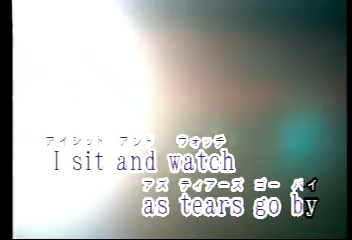 アイシット アンド ウォッチ
I sit and watch
アズ ティアーズ ゴー バイ
as tears go by